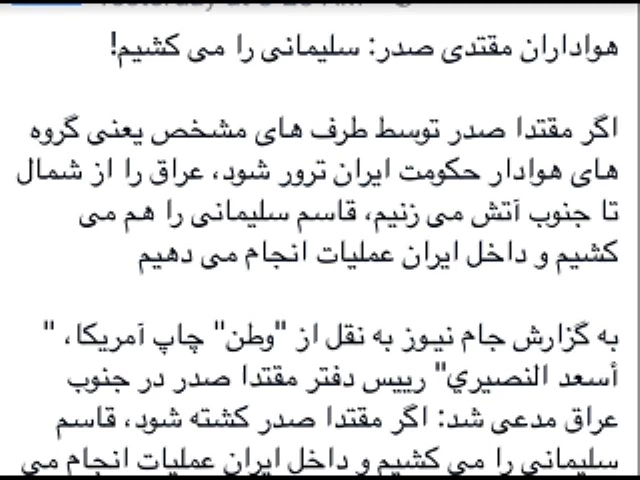 هواداران مقتدی صدر: سلیمانی را می کشیم!
اگر مقتدا صدر توسط طرف های مشخص یعنی گروه
های هوادار حکومت ایران ترور شود، عراق را از شمال
تا جنوب آتش می زنیم، قاسم سلیمانی را هم می
کشیم و داخل ایران عملیات انجام می دهیم
به گزارش جام نیوز به نقل از "وطن" چاپ آمریکا، "
أسعد النصيري" رییس دفتر مقتدا صدر در جنوب
عراق مدعی شد: اگر مقتدا صدر کشته شود، قاسم
سلیمانی را می کشیم و داخل ایران عملیات انجام می